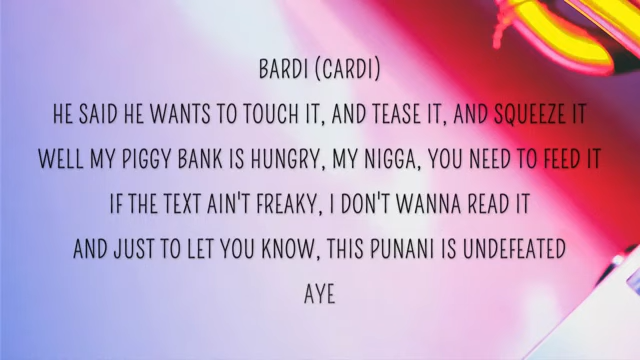 BARDI (CARDI)
HE SAID HE WANTS TO TOUCH IT, AND TEASE IT, AND SQUEEZE IT
WELL MY PIGGY BANK IS HUNGRY, MY NIGGA, YOU NEED TO FEED IT
IF THE TEXT AIN'T FREAKY, I DON'T WANNA READ IT
AND JUST TO LET YOU KNOW, THIS PUNANI IS UNDEFEATED
AYE